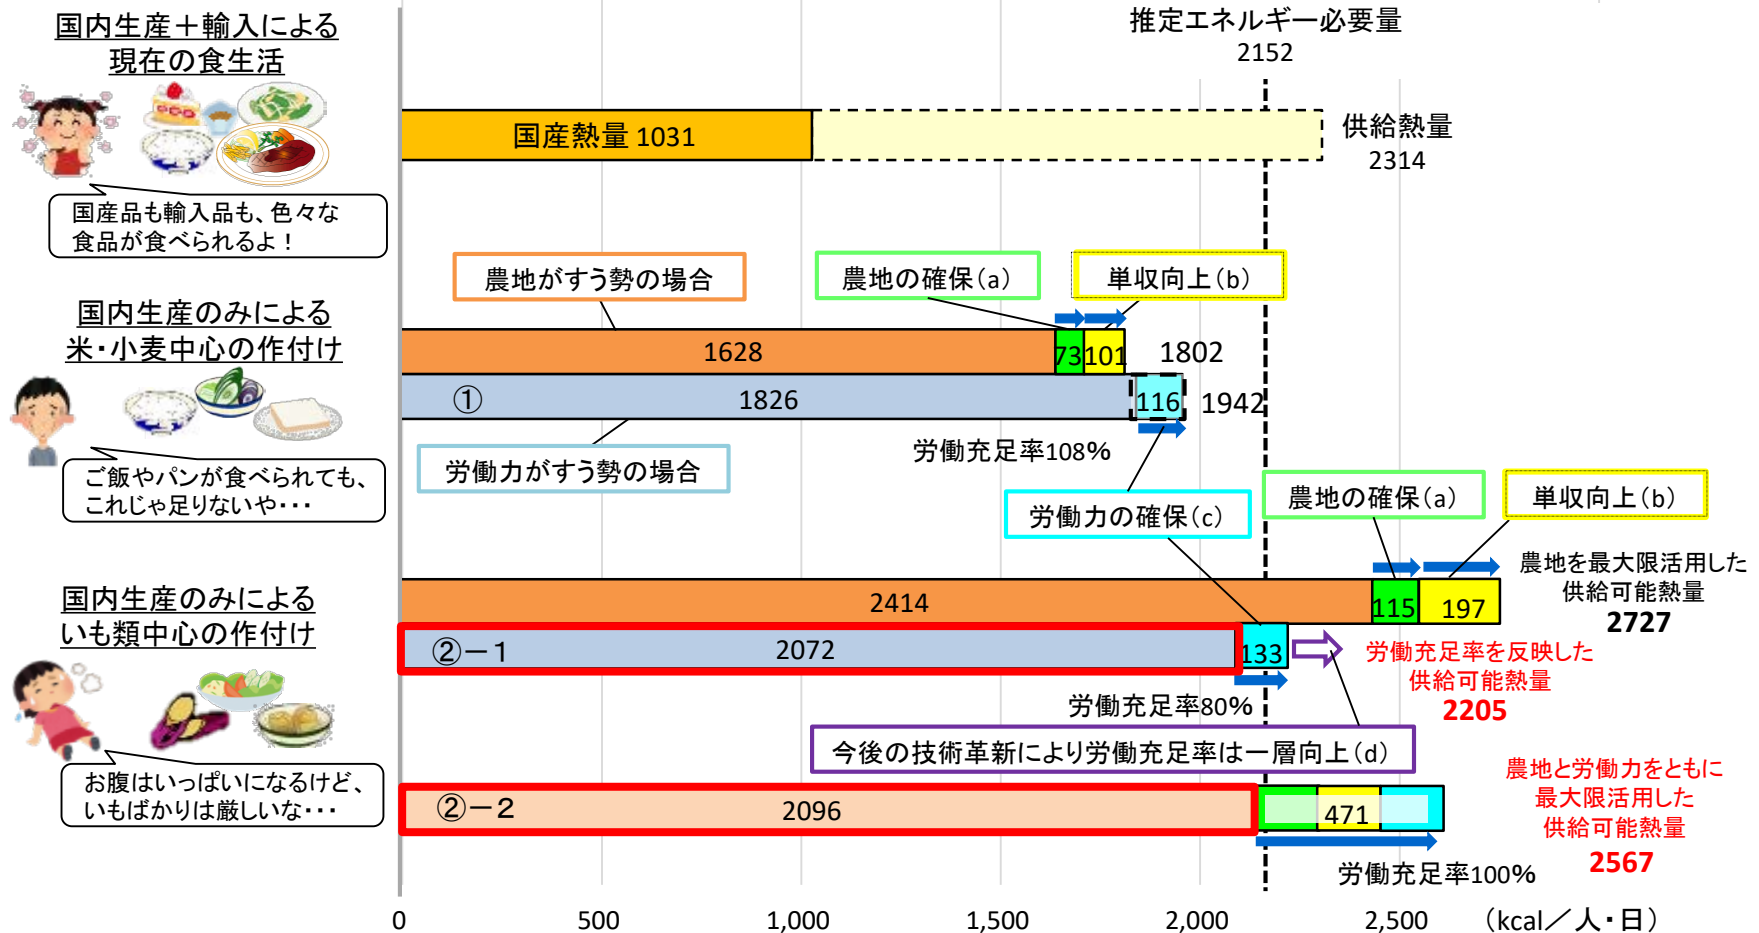 国内生産＋輸入による
現在の食生活
国産品も輸入品も、色々な
食品が食べられるよ！
推定エネルギー必要量
2152
国産熱量 1031
供給熱量
2314
農地がすう勢の場合
農地の確保(a)
単収向上(b)
国内生産のみによる
米・小麦中心の作付け
ご飯やパンが食べられても、
これじゃ足りないや・・・
1628
73
101
1802
①
1826
116
1942
労働充足率108%
労働力がすう勢の場合
労働力の確保(c)
農地の確保(a)
単収向上(b)
国内生産のみによる
いも類中心の作付け
お腹はいっぱいになるけど、
いもばかりは厳しいな・・・
2414
115
197
農地を最大限活用した
供給可能熱量
2727
②－1
2072
133
労働充足率を反映した
供給可能熱量
2205
労働充足率80%
今後の技術革新により労働充足率は一層向上(d)
②－2
2096
471
農地と労働力をともに
最大限活用した
供給可能熱量
2567
労働充足率100%
0 500 1,000 1,500 2,000 2,500 (kcal／人・日)